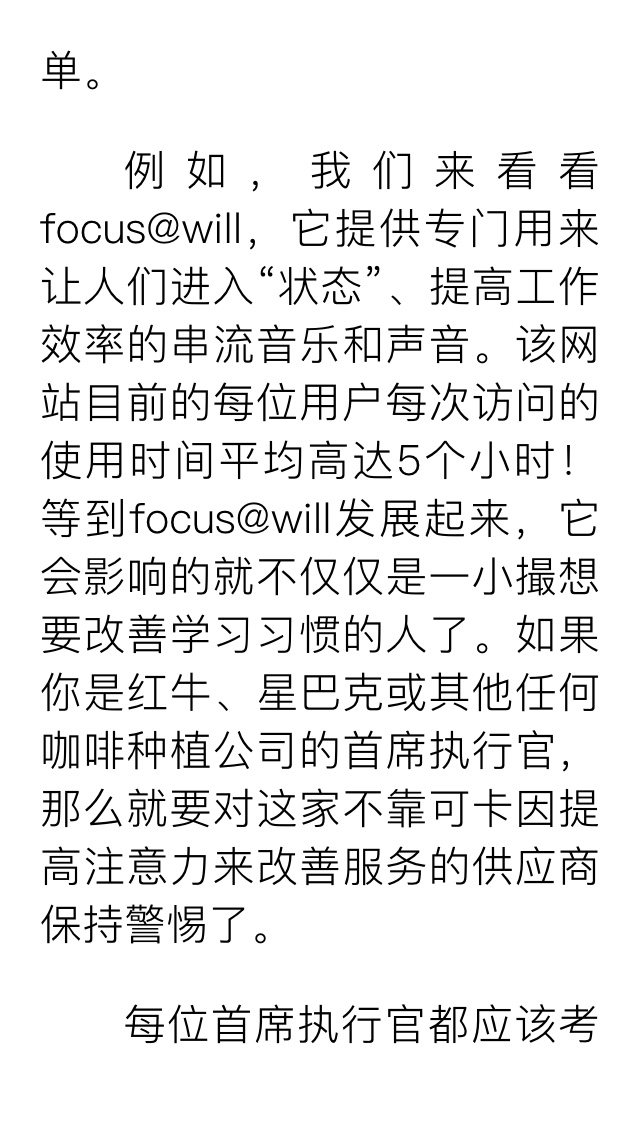 单。
例如，我们来看看
focus@will，它提供专门用来
让人们进入“状态”、提高工作
效率的串流音乐和声音。该网
站目前的每位用户每次访问的
使用时间平均高达5个小时！
等到focus@will发展起来，它
会影响的就不仅仅是一小撮想
要改善学习习惯的人了。如果
你是红牛、星巴克或其他任何
咖啡种植公司的首席执行官，
那么就要对这家不靠可卡因提
高注意力来改善服务的供应商
保持警惕了。
每位首席执行官都应该考